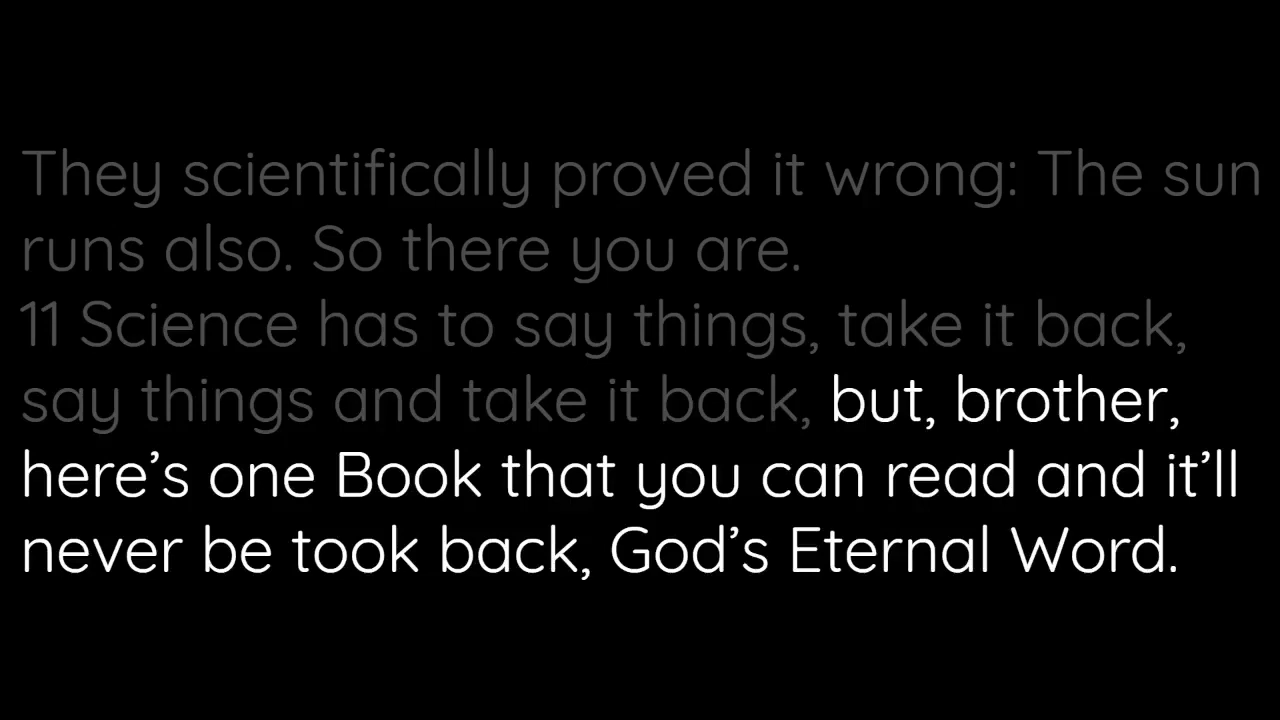 They scientifically proved it wrong: The sun
runs also. So there you are.
11 Science has to say things, take it back,
say things and take it back, but, brother,
here’s one Book that you can read and it’ll
never be took back, God’s Eternal Word.